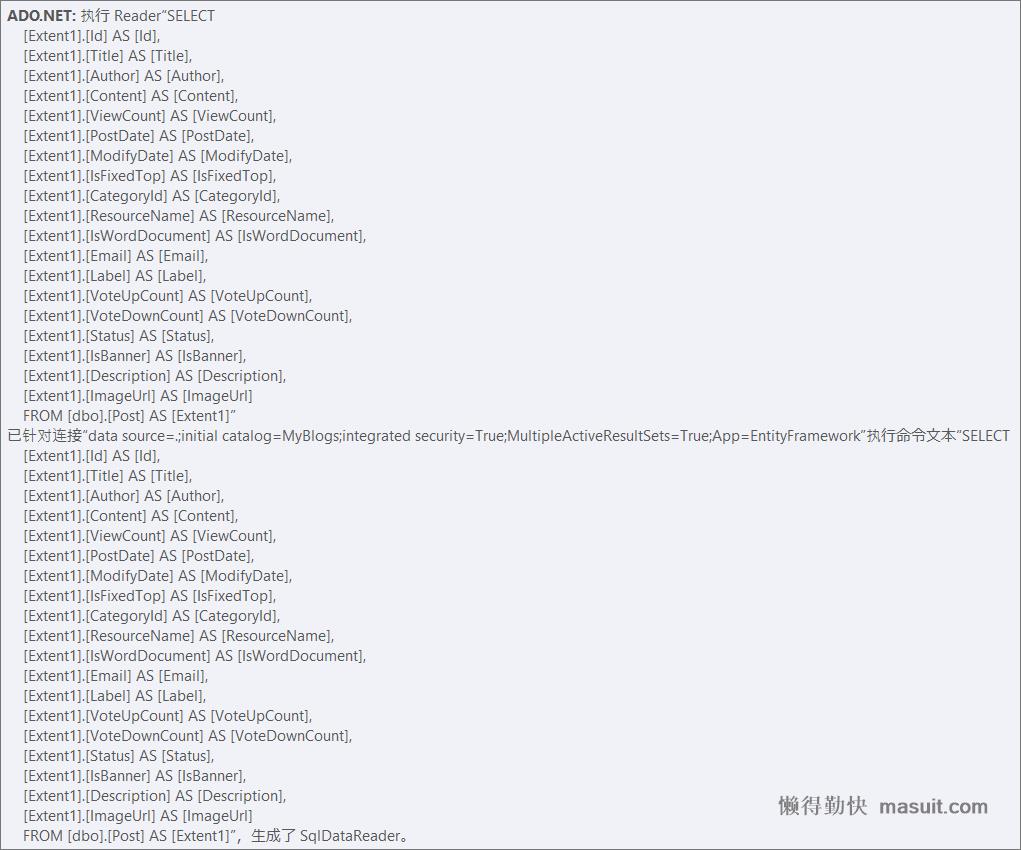 ADO.NET: 执行 Reader"SELECT
[Extent1].[Id] AS [Id],
[Extent1].[Title] AS [Title],
[Extent1].[Author] AS [Author],
[Extent1].[Content] AS [Content],
[Extent1].[ViewCount] AS [ViewCount],
[Extent1].[PostDate] AS [PostDate],
[Extent1].[ModifyDate] AS [ModifyDate],
[Extent1].[IsFixedTop] AS [IsFixedTop],
[Extent1].[CategoryId] AS [CategoryId],
[Extent1].[ResourceName] AS [ResourceName],
[Extent1].[IsWordDocument] AS [IsWordDocument],
[Extent1].[Email] AS [Email],
[Extent1].[Label] AS [Label],
[Extent1].[VoteUpCount] AS [VoteUpCount],
[Extent1].[VoteDownCount] AS [VoteDownCount],
[Extent1].[Status] AS [Status],
[Extent1].[IsBanner] AS [IsBanner],
[Extent1].[Description] AS [Description],
[Extent1].[ImageUrl] AS [ImageUrl]
FROM [dbo].[Post] AS [Extent1]"
已针对连接"data source=.;initial catalog=MyBlogs;integrated security=True;MultipleActiveResultSets=True;App=EntityFramework"执行命令文本"SELECT
[Extent1].[Id] AS [Id],
[Extent1].[Title] AS [Title],
[Extent1].[Author] AS [Author],
[Extent1].[Content] AS [Content],
[Extent1].[ViewCount] AS [ViewCount],
[Extent1].[PostDate] AS [PostDate],
[Extent1].[ModifyDate] AS [ModifyDate],
[Extent1].[IsFixedTop] AS [IsFixedTop],
[Extent1].[CategoryId] AS [CategoryId],
[Extent1].[ResourceName] AS [ResourceName],
[Extent1].[IsWordDocument] AS [IsWordDocument],
[Extent1].[Email] AS [Email],
[Extent1].[Label] AS [Label],
[Extent1].[VoteUpCount] AS [VoteUpCount],
[Extent1].[VoteDownCount] AS [VoteDownCount],
[Extent1].[Status] AS [Status],
[Extent1].[IsBanner] AS [IsBanner],
[Extent1].[Description] AS [Description],
[Extent1].[ImageUrl] AS [ImageUrl]
FROM [dbo].[Post] AS [Extent1]"，生成了 SqlDataReader。
懒得勤快 masuit.com